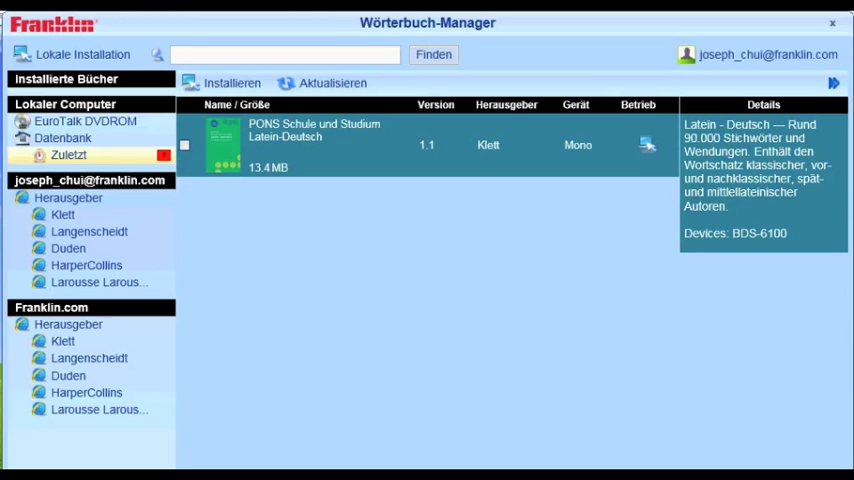 Franklin
Wörterbuch-Manager
x
Lokale Installation
Finden
joseph_chui@franklin.com
Installierte Bücher
Installieren
Aktualisieren
Lokaler Computer
EuroTalk DVDROM
Datenbank
Zuletzt
joseph_chui@franklin.com
Herausgeber
Klett
Langenscheidt
Duden
HarperCollins
Larousse Larous...
Franklin.com
Herausgeber
Klett
Langenscheidt
Duden
HarperCollins
Larousse Larous...
Name / Größe
Version
Herausgeber
Gerät
Betrieb
PONS Schule und Studium
Latein-Deutsch
13.4 MB
1.1
Klett
Mono
Details
Latein - Deutsch — Rund
90.000 Stichwörter und
Wendungen. Enthält den
Wortschatz klassischer, vor-
und nachklassischer, spät-
und mittellateinischer
Autoren.
Devices: BDS-6100